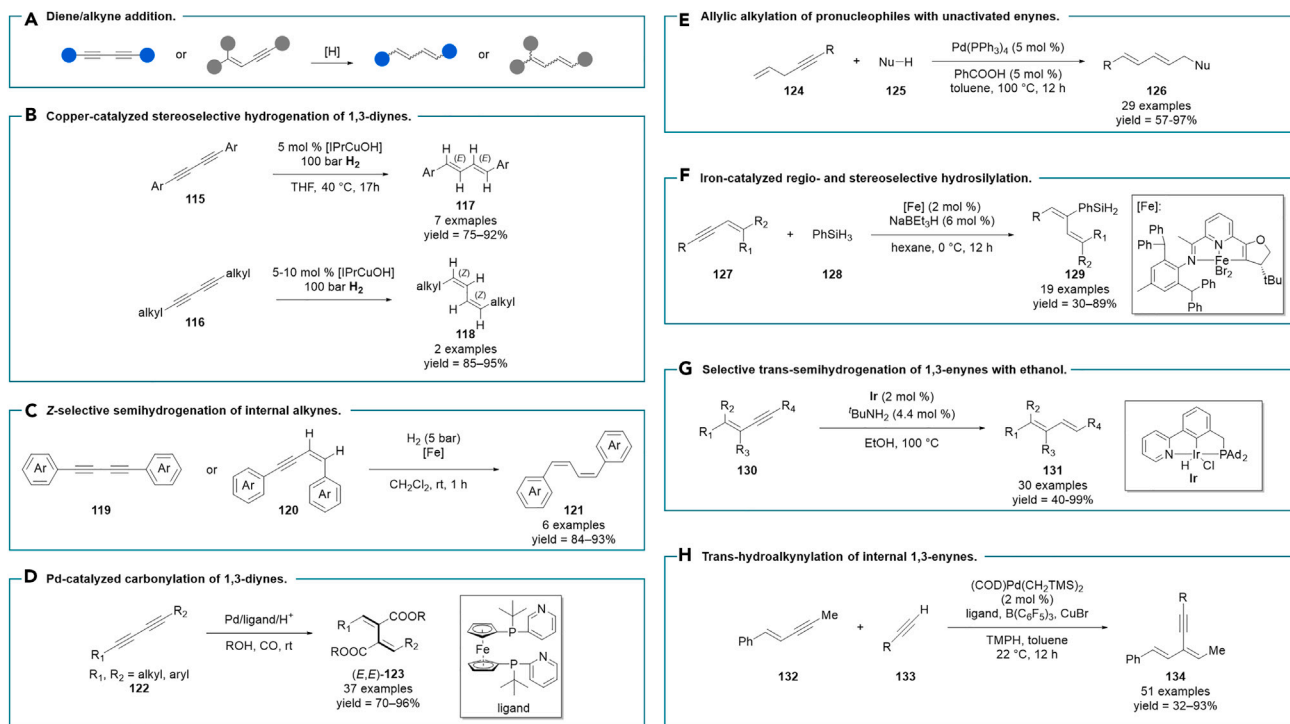 A Diene/alkyne addition.
or
[H]
or
B Copper-catalyzed stereoselective hydrogenation of 1,3-diynes.
Ar
Ar
115
5 mol % [IPrCuOH]
100 bar H2
THF, 40 °C, 17h
H H
(E) (E)
Ar Ar
H H
117
7 exmaples
yield = 75–92%
alkyl
alkyl
116
5-10 mol % [IPrCuOH]
100 bar H2
H
(Z) H
alkyl
(Z)
H alkyl
H
118
2 examples
yield = 85–95%
C Z-selective semihydrogenation of internal alkynes.
Ar
Ar
119
or
H
H
Ar
Ar
120
H2 (5 bar)
[Fe]
CH2Cl2, rt, 1 h
Ar
Ar
121
6 examples
yield = 84–93%
D Pd-catalyzed carbonylation of 1,3-diynes.
R2
R1
R1, R2 = alkyl, aryl
122
Pd/ligand/H+
ROH, CO, rt
R1
COOR
ROOC
R2
(E,E)-123
37 examples
yield = 70–96%
N
P
Fe
P
N
ligand
E Allylic alkylation of pronucleophiles with unactivated enynes.
R
124
+
Nu-H
125
Pd(PPh3)4 (5 mol %)
PhCOOH (5 mol %)
toluene, 100 °C, 12 h
R
Nu
126
29 examples
yield = 57-97%
F Iron-catalyzed regio- and stereoselective hydrosilylation.
R
R2
R1
127
+
PhSiH3
128
[Fe] (2 mol %)
NaBEt3H (6 mol %)
hexane, 0 °C, 12 h
PhSiH2
R
R1
R2
129
19 examples
yield = 30–89%
[Fe]:
Ph
Ph
N
O
N
Fe
Br2
tBu
Ph
Ph
G Selective trans-semihydrogenation of 1,3-enynes with ethanol.
R2
R4
R1
R3
130
Ir (2 mol %)
tBuNH2 (4.4 mol %)
EtOH, 100 °C
R2
R1
R4
R3
131
30 examples
yield = 40-99%
N
Ir
PAd2
H
Cl
Ir
H Trans-hydroalkynylation of internal 1,3-enynes.
Me
Ph
132
+
H
R
133
(COD)Pd(CH2TMS)2
(2 mol %)
ligand, B(C6F5)3, CuBr
TMPH, toluene
22 °C, 12 h
R
Ph
Me
134
51 examples
yield = 32–93%